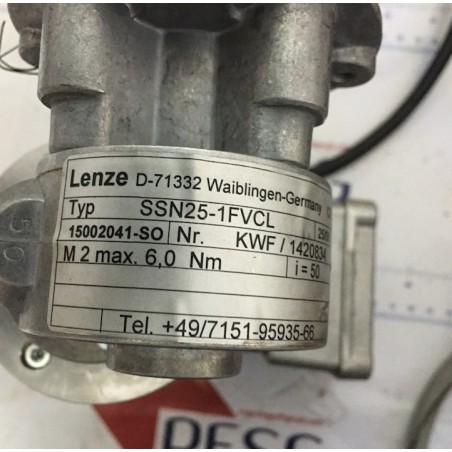 Lenze D-71332 Waiblingen-Germany
Typ SSN25-1FVCL
15002041-SO Nr. KWF / 1420834
M 2 max. 6,0 Nm i = 50
Tel. +49/7151-95935-66